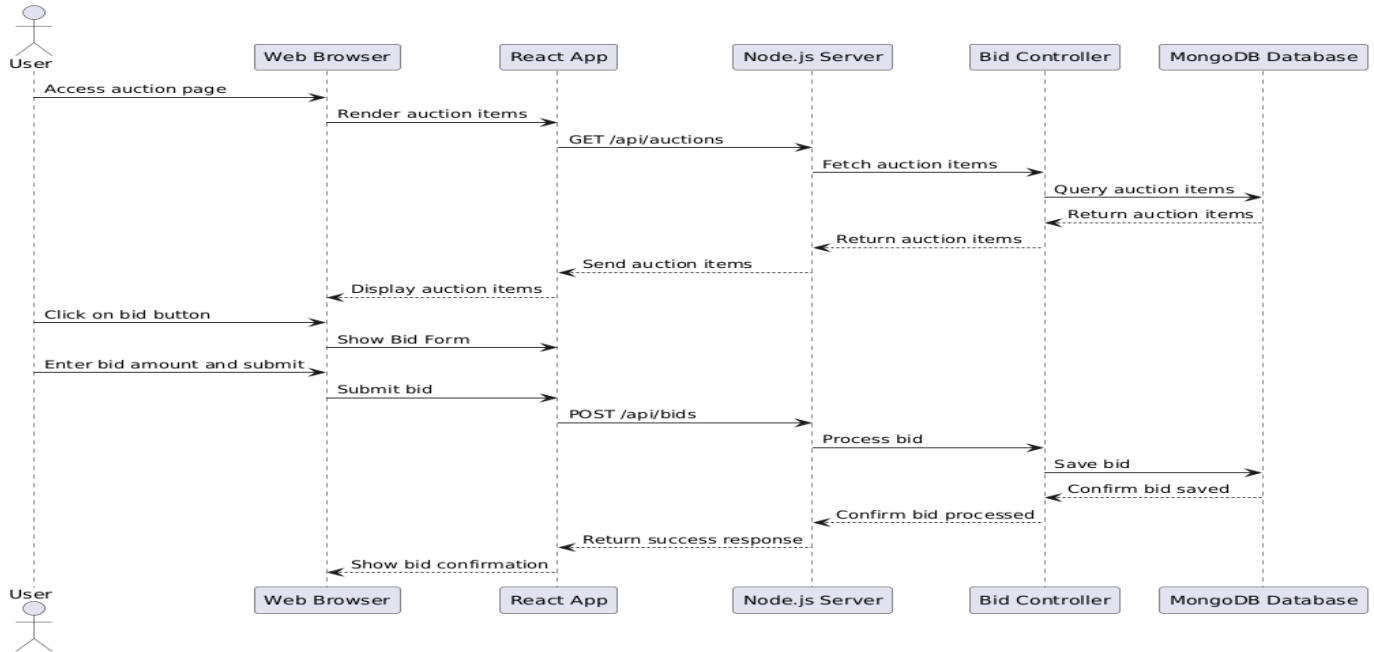 User
Web Browser
React App
Node.js Server
Bid Controller
MongoDB Database
Access auction page
Render auction items
GET /api/auctions
Fetch auction items
Query auction items
Return auction items
Return auction items
Send auction items
Display auction items
Click on bid button
Show Bid Form
Enter bid amount and submit
Submit bid
POST /api/bids
Process bid
Save bid
Confirm bid saved
Confirm bid processed
Return success response
Show bid confirmation
User
Web Browser
React App
Node.js Server
Bid Controller
MongoDB Database